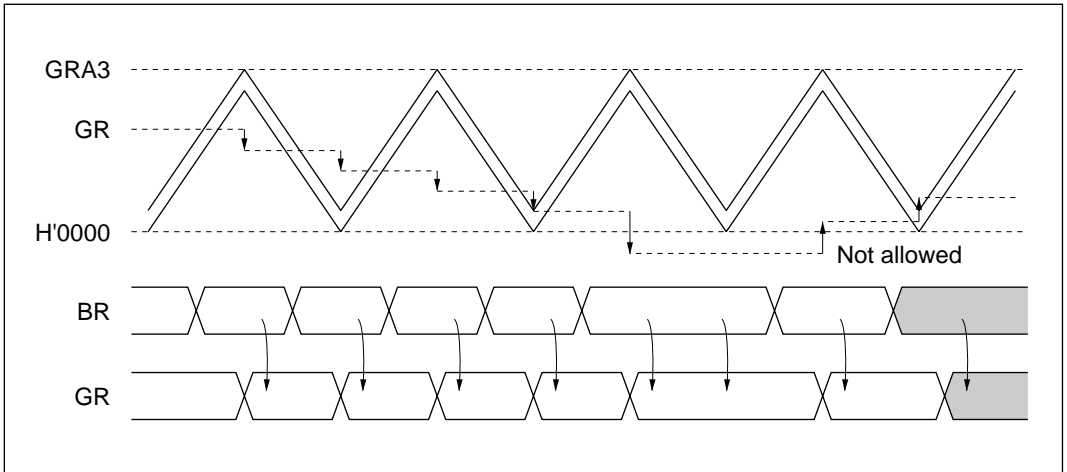 GRA3
GR
H'0000
Not allowed
BR
GR